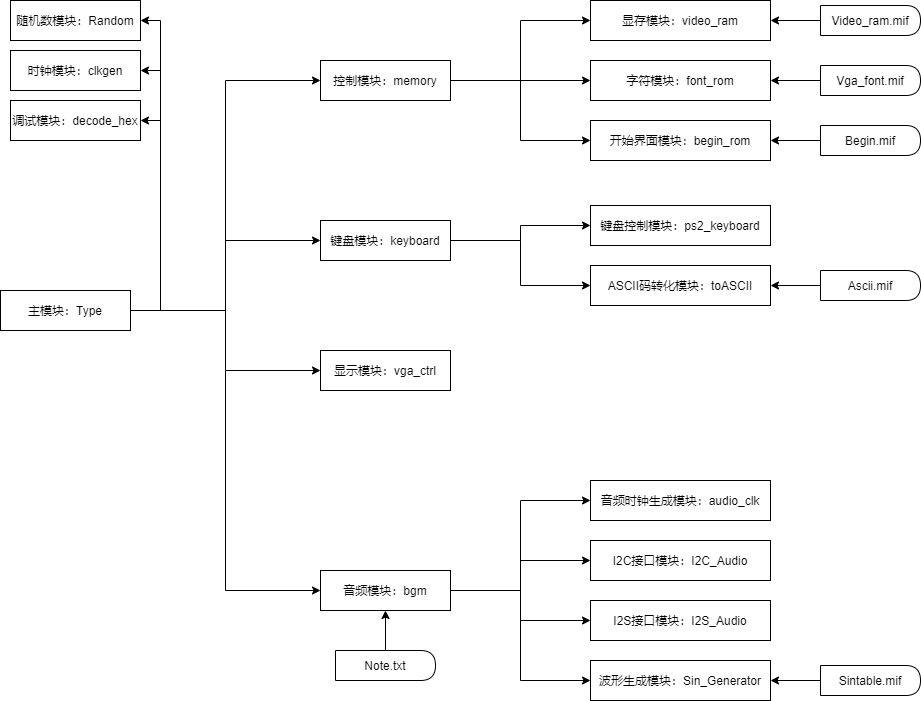 随机数模块：Random
时钟模块：clkgen
调试模块：decode_hex
主模块：Type
控制模块：memory
键盘模块：keyboard
显示模块：vga_ctrl
音频模块：bgm
Note.txt
显存模块：video_ram
Video_ram.mif
字符模块：font_rom
Vga_font.mif
开始界面模块：begin_rom
Begin.mif
键盘控制模块：ps2_keyboard
ASCII码转化模块：toASCII
Ascii.mif
音频时钟生成模块：audio_clk
I2C接口模块：I2C_Audio
I2S接口模块：I2S_Audio
波形生成模块：Sin_Generator
Sintable.mif